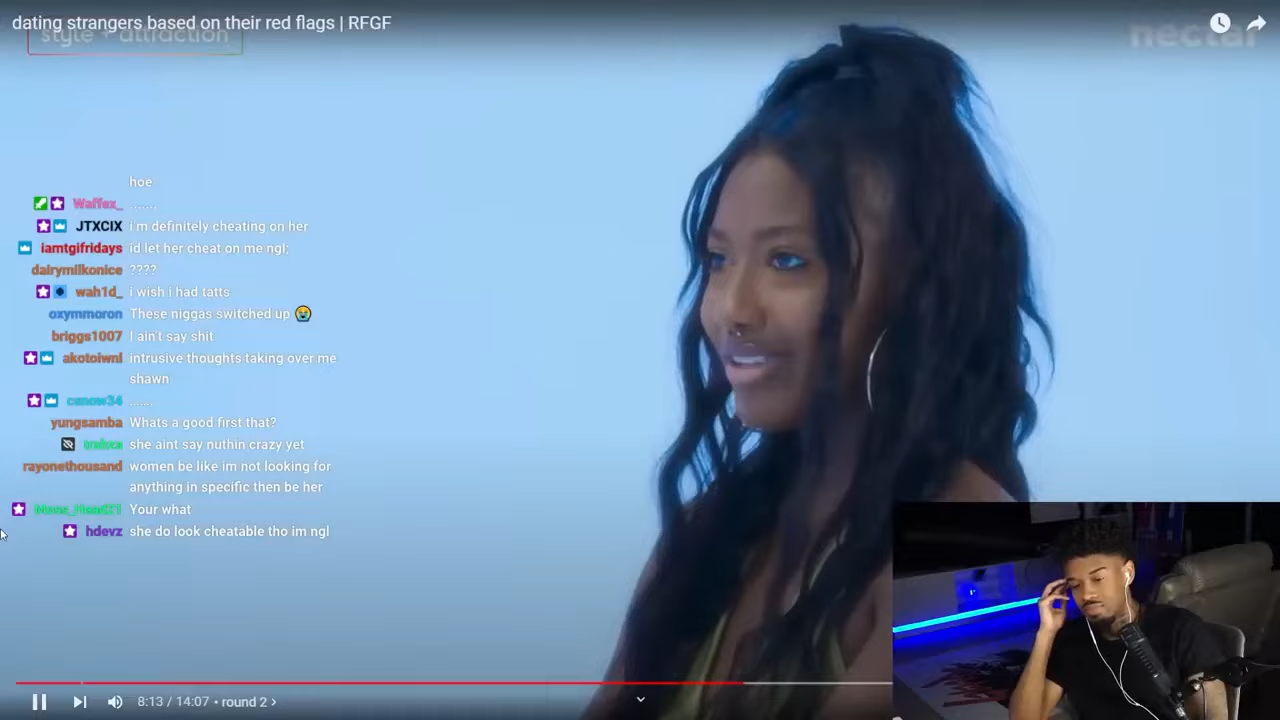 dating strangers based on their red flags | RFGF
style + attraction
nectar
hoe
Waffex_ .......
JTXCIX i m definitely cheating on her
iamtgifridays id let her cheat on me ngl;
dairymilkonice ????
wah1d_ i wish i had tatts
oxymmoron These niggas switched up 😭
briggs1007 I ain't say shit
akotoiwnl intrusive thoughts taking over me
shawn
csnow34 .......
yungsamba Whats a good first that?
she aint say nuthin crazy yet
rayonethousand women be like im not looking for
anything in specific then be her
Your what
hdevz she do look cheatable tho im ngl
8:13 / 14:07 • round 2 >